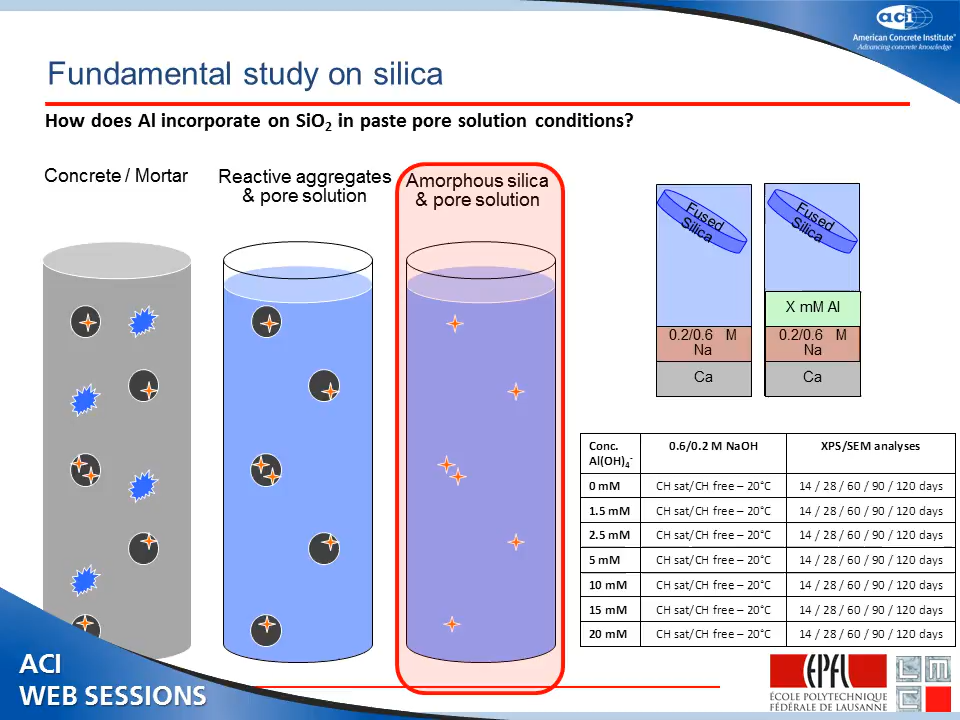 aci
American Concrete Institute®
Advancing concrete knowledge
Fundamental study on silica
How does Al incorporate on SiO₂ in paste pore solution conditions?
Concrete / Mortar
Reactive aggregates
& pore solution
Amorphous silica
& pore solution
Fused
Silica
Fused
Silica
X mM Al
0.2/0.6 M
Na
0.2/0.6 M
Na
Ca
Ca
Conc.
Al(OH)₄⁻
0.6/0.2 M NaOH
XPS/SEM analyses
0 mM CH sat/CH free – 20°C 14 / 28 / 60 / 90 / 120 days
1.5 mM CH sat/CH free – 20°C 14 / 28 / 60 / 90 / 120 days
2.5 mM CH sat/CH free – 20°C 14 / 28 / 60 / 90 / 120 days
5 mM CH sat/CH free – 20°C 14 / 28 / 60 / 90 / 120 days
10 mM CH sat/CH free – 20°C 14 / 28 / 60 / 90 / 120 days
15 mM CH sat/CH free – 20°C 14 / 28 / 60 / 90 / 120 days
20 mM CH sat/CH free – 20°C 14 / 28 / 60 / 90 / 120 days
ACI
WEB SESSIONS
EPFL
ÉCOLE POLYTECHNIQUE
FÉDÉRALE DE LAUSANNE
LMC